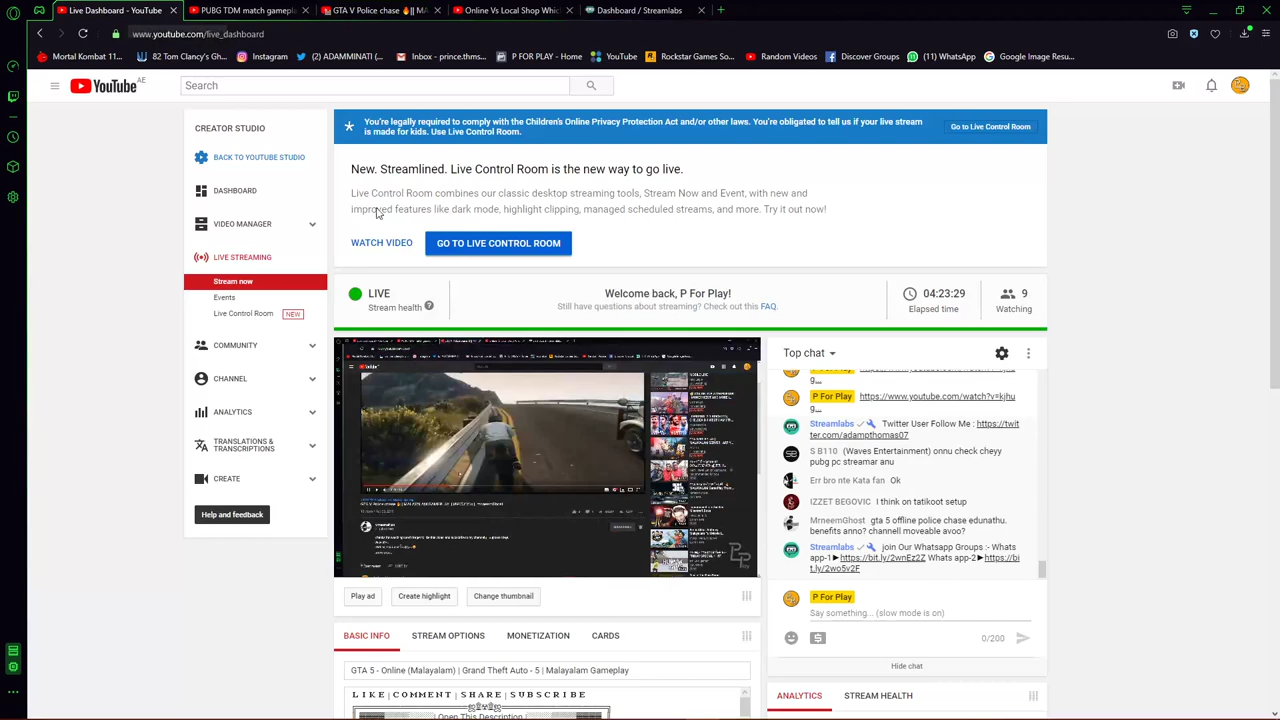 Live Dashboard - YouTube
PUBG TDM match gamepla
GTA V Police chase
Online Vs Local Shop Whic
Dashboard / Streamlabs
www.youtube.com/live_dashboard
Mortal Kombat 11...
82 Tom Clancy's Gh...
Instagram
(2) ADAMMINATI (...
Inbox - prince.thms...
P FOR PLAY - Home
YouTube
Rockstar Games So...
Random Videos
Discover Groups
(11) WhatsApp
Google Image Resu...
YouTube AE
Search
CREATOR STUDIO
BACK TO YOUTUBE STUDIO
DASHBOARD
VIDEO MANAGER
LIVE STREAMING
Stream now
Events
Live Control Room NEW
COMMUNITY
CHANNEL
ANALYTICS
TRANSLATIONS &
TRANSCRIPTIONS
CREATE
Help and feedback
You're legally required to comply with the Children's Online Privacy Protection Act and/or other laws. You're obligated to tell us if your live stream
is made for kids. Use Live Control Room.
Go to Live Control Room
New. Streamlined. Live Control Room is the new way to go live.
Live Control Room combines our classic desktop streaming tools, Stream Now and Event, with new and
improved features like dark mode, highlight clipping, managed scheduled streams, and more. Try it out now!
WATCH VIDEO
GO TO LIVE CONTROL ROOM
LIVE
Stream health ?
Welcome back, P For Play!
Still have questions about streaming? Check out this FAQ.
04:23:29
Elapsed time
9
Watching
Play ad
Create highlight
Change thumbnail
BASIC INFO
STREAM OPTIONS
MONETIZATION
CARDS
GTA 5 - Online (Malayalam) | Grand Theft Auto - 5 | Malayalam Gameplay
L I K E | C O M M E N T | S H A R E | S U B S C R I B E
| Open This Description |
Top chat
P For Play
g...
P For Play https://www.youtube.com/watch?v=kjhu
g...
Streamlabs Twitter User Follow Me : https://twit
ter.com/adampthomas07
S B110 (Waves Entertainment) onnu check cheyy
pubg pc streamar anu
Err bro nte Kata fan Ok
IZZE BEGOVIC I think on tatikoot setup
MrneemGhost gta 5 offline police chase edunathu.
benefits anno? channell moveable avoo?
Streamlabs join Our Whatsapp Groups :- Whats
app-1►https://bit.ly/2wnEz2Z Whats app-2►https://bi
t.ly/2wo5v2F
P For Play
Say something... (slow mode is on)
0/200
Hide chat
ANALYTICS
STREAM HEALTH